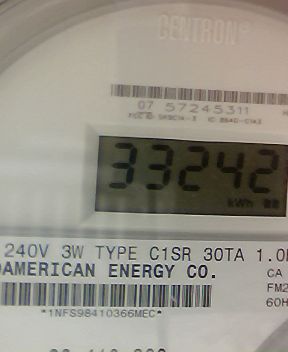 CENTRON®
07 57245311
33242
kWh
240V 3W TYPE C1SR 30TA 1.0
AMERICAN ENERGY CO.
CA
FM2
60H
*1NFS98410366MEC*